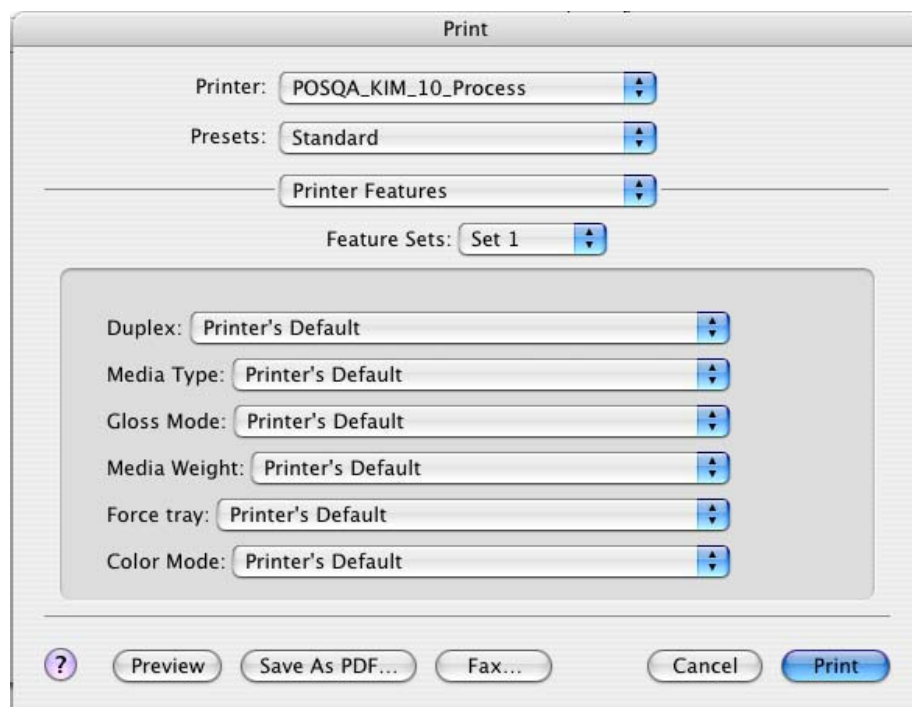 Print
Printer: POSQA_KIM_10_Process
Presets: Standard
Printer Features
Feature Sets: Set 1
Duplex: Printer's Default
Media Type: Printer's Default
Gloss Mode: Printer's Default
Media Weight: Printer's Default
Force tray: Printer's Default
Color Mode: Printer's Default
? Preview Save As PDF... Fax... Cancel Print